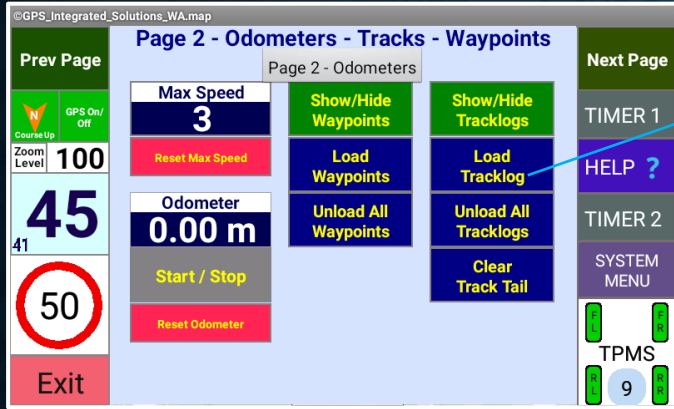 ©GPS_Integrated_Solutions_WA.map
Page 2 - Odometers - Tracks - Waypoints
Page 2 - Odometers
Prev Page
Next Page
N
Course Up
GPS On/
Off
Zoom
Level
100
45
41
50
Exit
Max Speed
3
Reset Max Speed
Odometer
0.00 m
Start / Stop
Reset Odometer
Show/Hide
Waypoints
Load
Waypoints
Unload All
Waypoints
Show/Hide
Tracklogs
Load
Tracklog
Unload All
Tracklogs
Clear
Track Tail
TIMER 1
HELP ?
TIMER 2
SYSTEM
MENU
FL
FR
TPMS
RL
9
RR